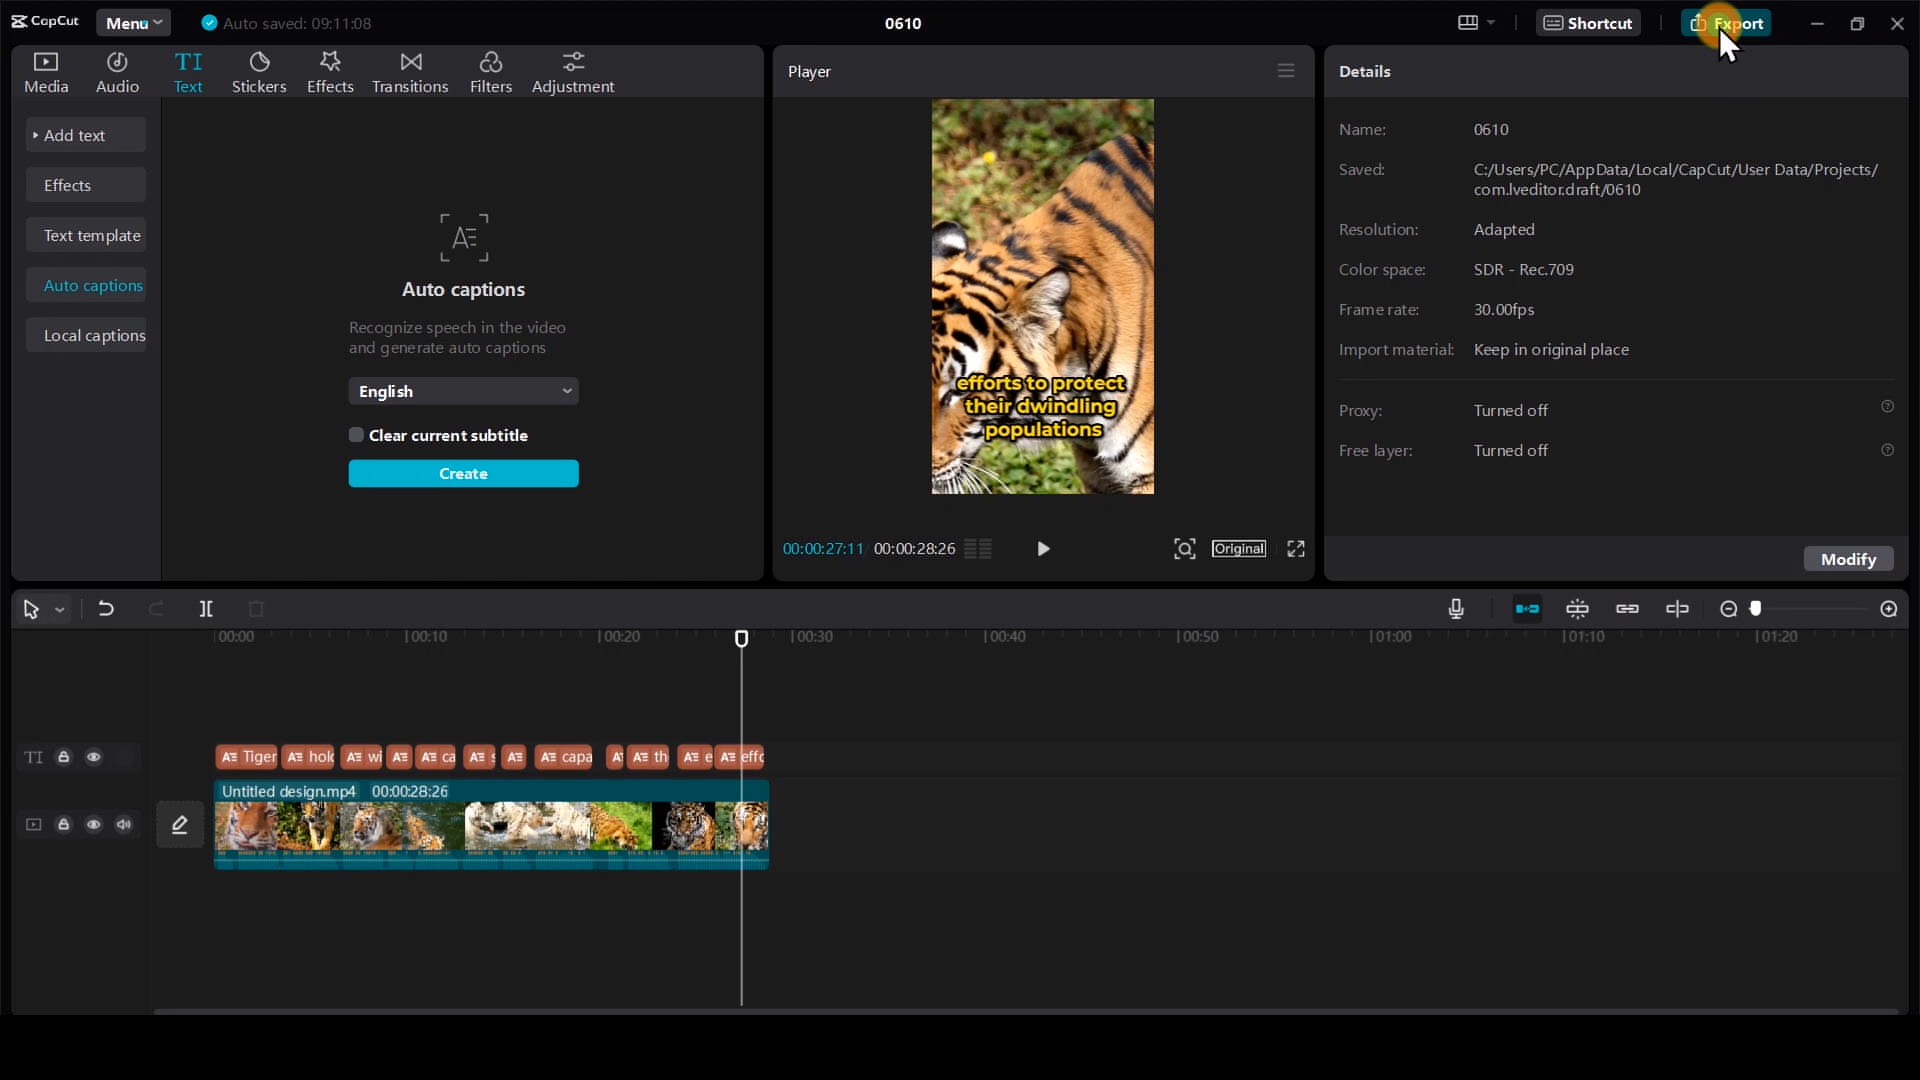 CapCut
Menu
Auto saved: 09:11:08
0610
Shortcut
Export
Media
Audio
TI
Text
Stickers
Effects
Transitions
Filters
Adjustment
Add text
Effects
Text template
Auto captions
Local captions
Auto captions
Recognize speech in the video
and generate auto captions
English
Clear current subtitle
Create
Player
efforts to protect
their dwindling
populations
00:00:27:11
00:00:28:26
Original
Details
Name:
0610
Saved:
C:/Users/PC/AppData/Local/CapCut/User Data/Projects/
com.lveditor.draft/0610
Resolution:
Adapted
Color space:
SDR - Rec.709
Frame rate:
30.00fps
Import material:
Keep in original place
Proxy:
Turned off
Free layer:
Turned off
Modify
00:00
00:10
00:20
00:30
00:40
00:50
01:00
01:10
01:20
TI
Tiger
hold
wi
ca
s
capa
th
e
effo
Untitled design.mp4
00:00:28:26